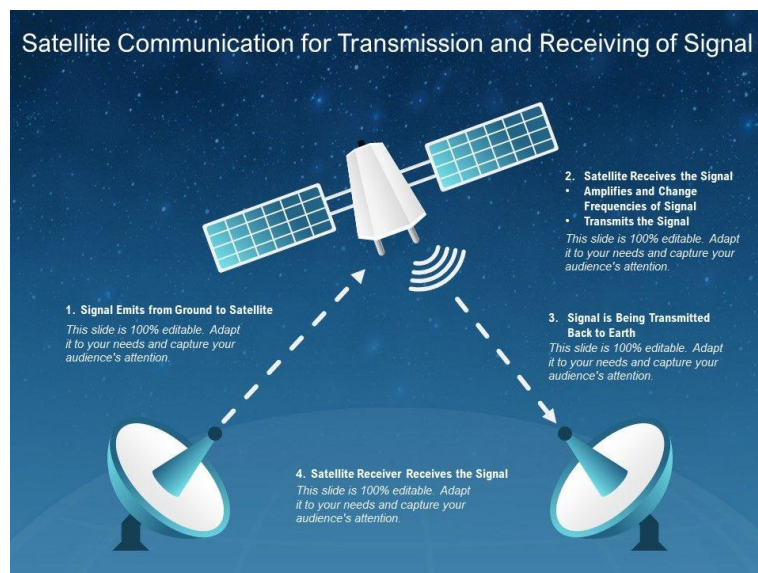 Satellite Communication for Transmission and Receiving of Signal
2. Satellite Receives the Signal
• Amplifies and Change
Frequencies of Signal
• Transmits the Signal
This slide is 100% editable. Adapt
it to your needs and capture your
audience's attention.
1. Signal Emits from Ground to Satellite
This slide is 100% editable. Adapt
it to your needs and capture your
audience's attention.
3. Signal is Being Transmitted
Back to Earth
This slide is 100% editable. Adapt
it to your needs and capture your
audience's attention.
4. Satellite Receiver Receives the Signal
This slide is 100% editable. Adapt
it to your needs and capture your
audience's attention.